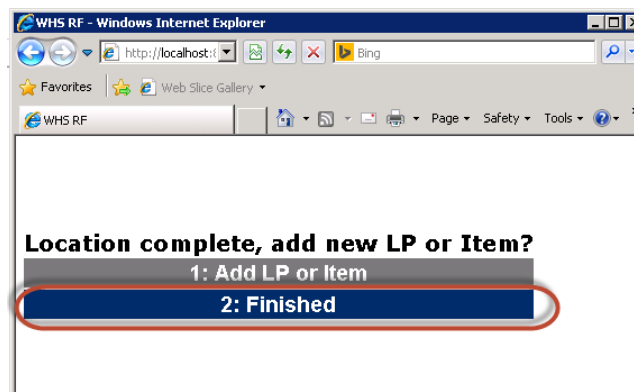 WHS RF - Windows Internet Explorer
http://localhost:8
Bing
Favorites Web Slice Gallery
WHS RF Page Safety Tools
Location complete, add new LP or Item?
1: Add LP or Item
2: Finished